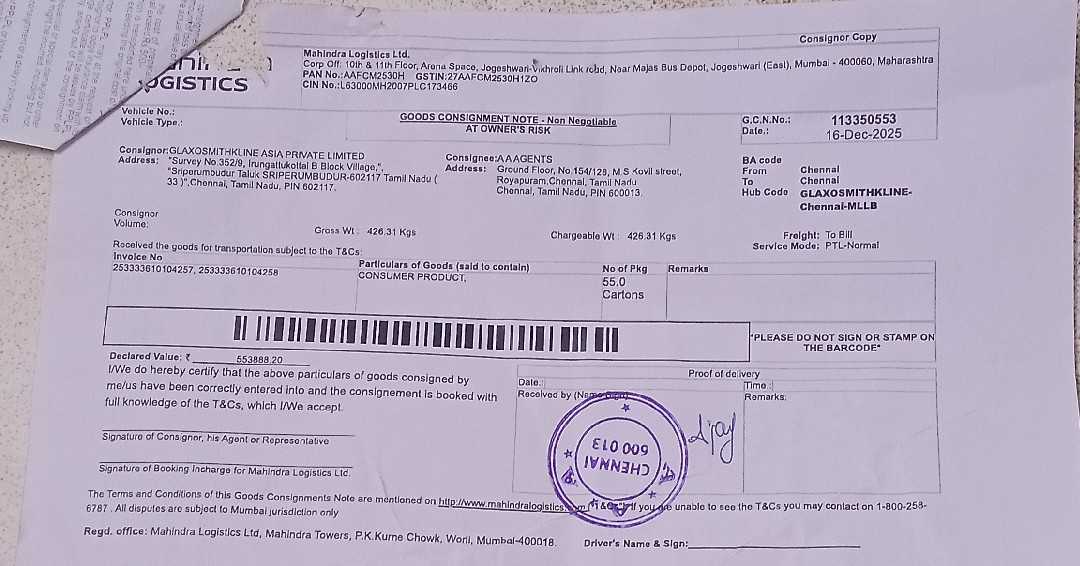 Consignor Copy
LOGISTICS
Mahindra Logistics Ltd.
Corp Off: 10th & 11th Floor, Arena Space, Jogeshwari-Vikhroli Link road, Near Majas Bus Depot, Jogeshwari (East), Mumbai - 400060, Maharashtra
PAN No.:AAFCM2530H GSTIN:27AAFCM2530H1ZO
CIN No.:L63000MH2007PLC173466
Vehicle No.:
Vehicle Type.:
GOODS CONSIGNMENT NOTE - Non Negotiable
AT OWNER'S RISK
G.C.N.No.: 113350553
Date.: 16-Dec-2025
Consignor:GLAXOSMITHKLINE ASIA PRIVATE LIMITED
Address: "Survey No.352/9, Irungattukottai B Block Village,",
"Sriperumbudur Taluk SRIPERUMBUDUR-602117 Tamil Nadu (
33 )",Chennai, Tamil Nadu, PIN 602117.
Consignee:AAAGENTS
Address: Ground Floor, No.154/128, M.S Kovil street,
Royapuram,Chennai, Tamil Nadu
Chennai, Tamil Nadu, PIN 600013.
BA code
From Chennai
To Chennai
Hub Code GLAXOSMITHKLINE-
Chennai-MLLB
Consignor
Volume:
Gross Wt : 426.31 Kgs
Chargeable Wt : 426.31 Kgs
Freight: To Bill
Service Mode: PTL-Normal
Received the goods for transportation subject to the T&Cs:
Invoice No
Particulars of Goods (said to contain)
No of Pkg
Remarks
253333610104257, 253333610104258
CONSUMER PRODUCT,
55.0
Cartons
*PLEASE DO NOT SIGN OR STAMP ON
THE BARCODE*
Declared Value: ₹ 553888.20
I/We do hereby certify that the above particulars of goods consigned by
me/us have been correctly entered into and the consignement is booked with
full knowledge of the T&Cs, which I/We accept.
Proof of delivery
Date.:
Time :
Received by (Name
Remarks:
CHENNAI
600 013
Ajay
Signature of Consignor, his Agent or Representative
Signature of Booking Incharge for Mahindra Logistics Ltd.
The Terms and Conditions of this Goods Consignments Note are mentioned on http://www.mahindralogistics. If you are unable to see the T&Cs you may contact on 1-800-258-
6787 . All disputes are subject to Mumbai jurisdiction only
Regd. office: Mahindra Logistics Ltd, Mahindra Towers, P.K.Kurne Chowk, Worli, Mumbai-400018.
Driver's Name & Sign: